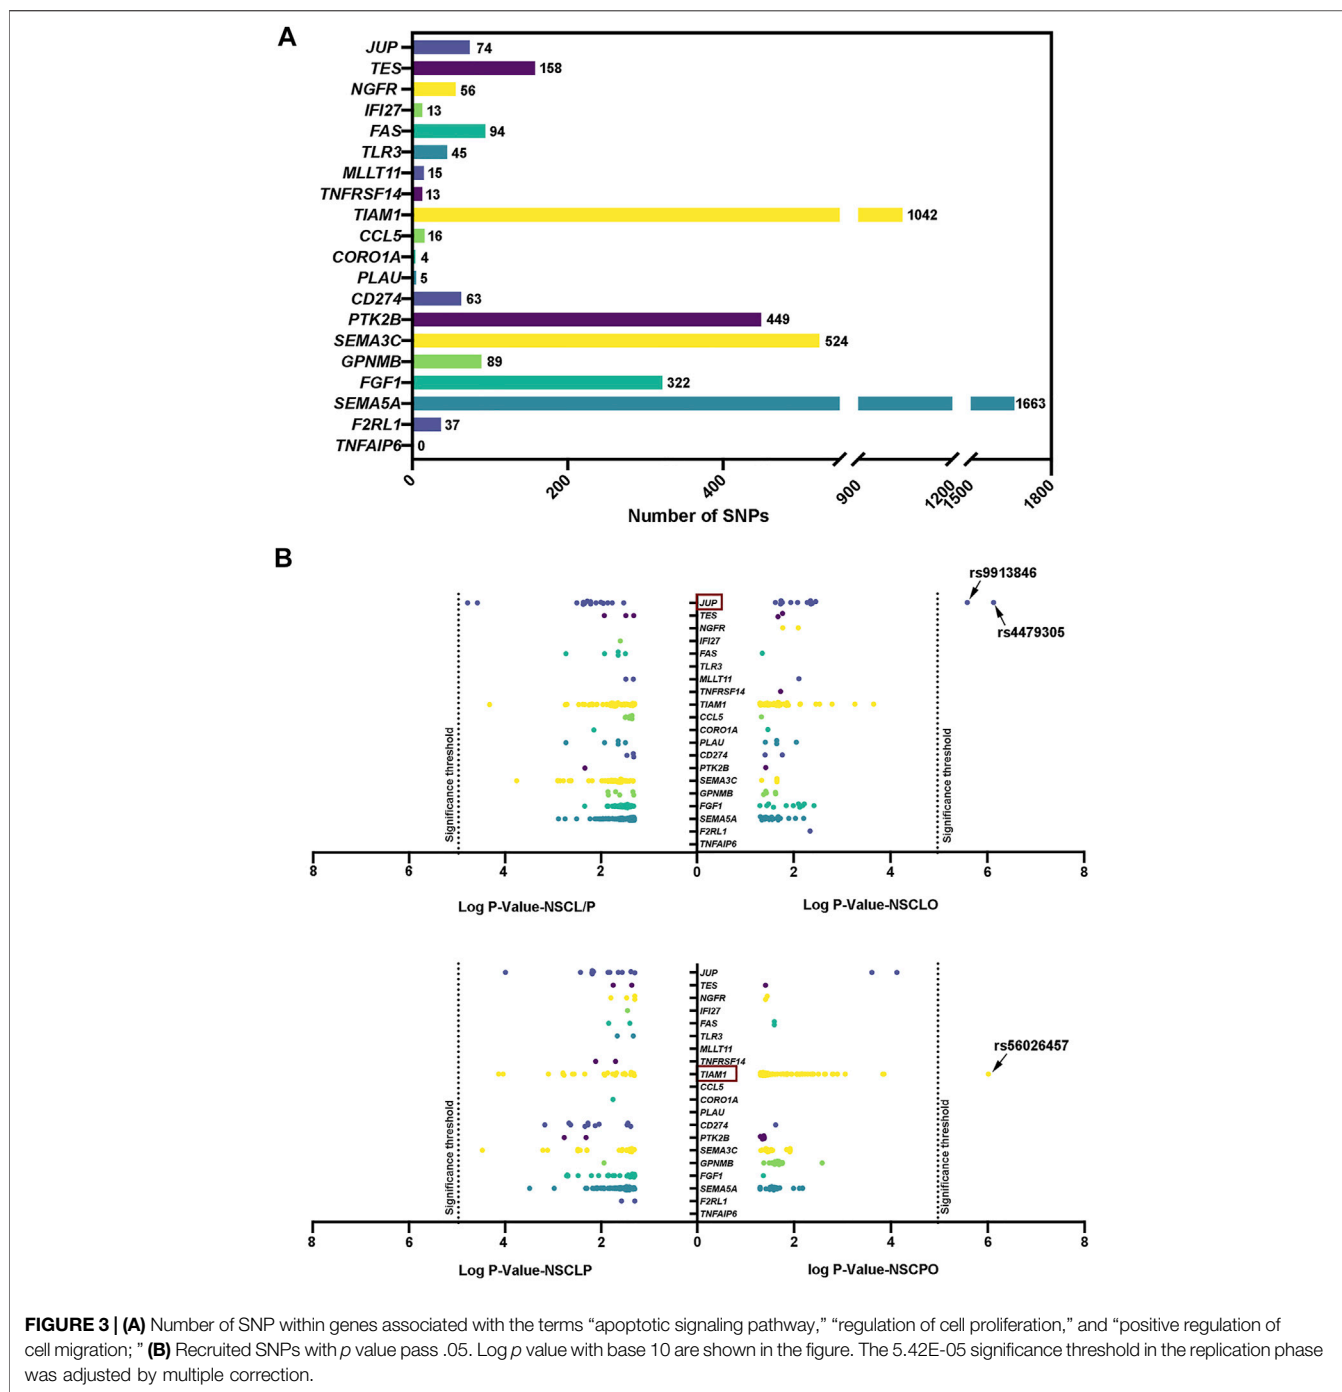 A
JUP 74
TES 158
NGFR 56
IFI27 13
FAS 94
TLR3 45
MLLT11 15
TNFRSF14 13
TIAM1 1042
CCL5 16
CORO1A 4
PLAU 5
CD274 63
PTK2B 449
SEMA3C 524
GPNMB 89
FGF1 322
SEMA5A 1663
F2RL1 37
TNFAIP6 0
0 200 400 900 1200 1500 1800
Number of SNPs
B
rs9913846
rs4479305
JUP
TES
NGFR
IFI27
FAS
TLR3
MLLT11
TNFRSF14
TIAM1
CCL5
CORO1A
PLAU
CD274
PTK2B
SEMA3C
GPNMB
FGF1
SEMA5A
F2RL1
TNFAIP6
Significance threshold
Significance threshold
8 6 4 2 0 2 4 6 8
Log P-Value-NSCL/P
Log P-Value-NSCLO
JUP
TES
NGFR
IFI27
FAS
TLR3
MLLT11
TNFRSF14
TIAM1
CCL5
CORO1A
PLAU
CD274
PTK2B
SEMA3C
GPNMB
FGF1
SEMA5A
F2RL1
TNFAIP6
rs56026457
Significance threshold
Significance threshold
8 6 4 2 0 2 4 6 8
Log P-Value-NSCLP
log P-Value-NSCPO
FIGURE 3 | (A) Number of SNP within genes associated with the terms “apoptotic signaling pathway,” “regulation of cell proliferation,” and “positive regulation of
cell migration; ” (B) Recruited SNPs with p value pass .05. Log p value with base 10 are shown in the figure. The 5.42E-05 significance threshold in the replication phase
was adjusted by multiple correction.